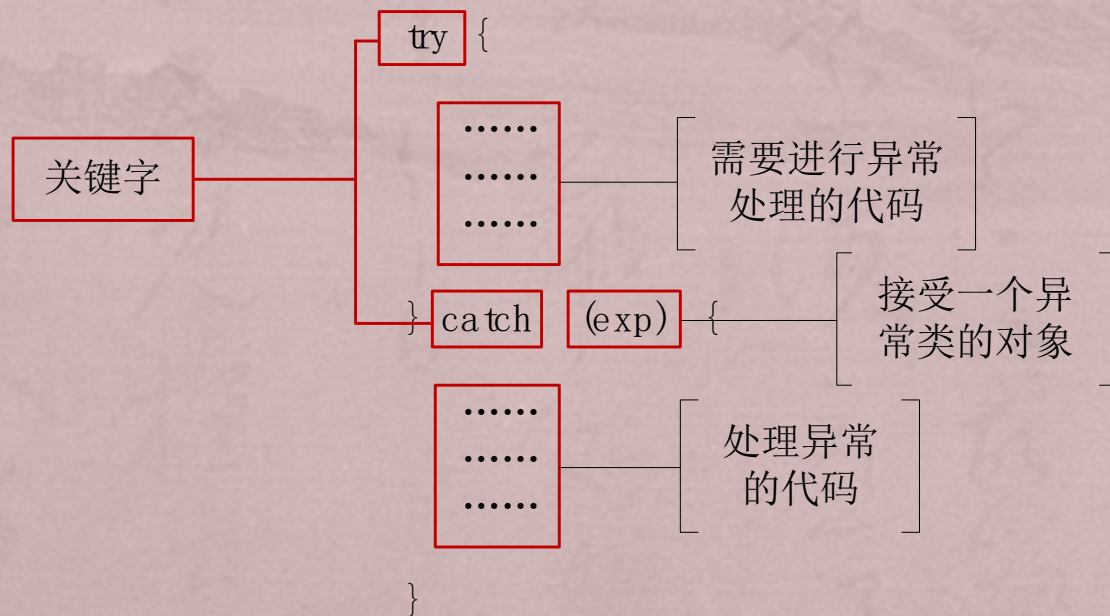 try {
……
……
……
关键字
需要进行异常
处理的代码
} catch (exp) {
接受一个异
常类的对象
……
……
……
处理异常
的代码
}